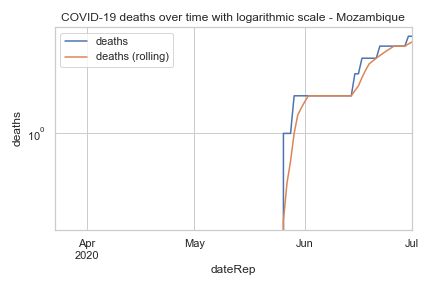 COVID-19 deaths over time with logarithmic scale - Mozambique
deaths
deaths (rolling)
deaths
10⁰
Apr
2020
May
Jun
Jul
dateRep